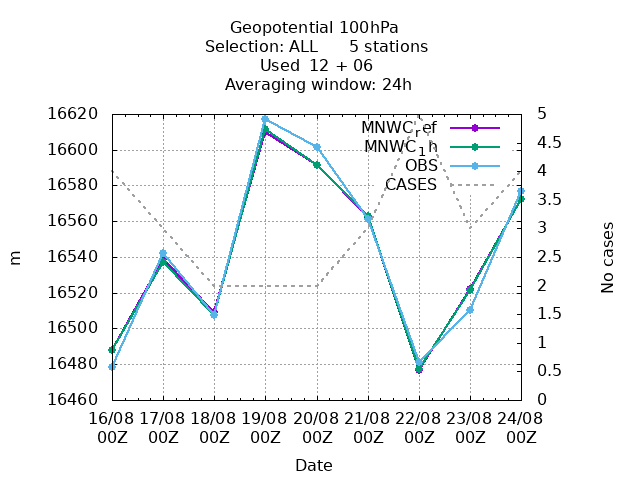 Geopotential 100hPa
Selection: ALL      5 stations
Used  12 + 06
Averaging window: 24h
16620
16600
16580
16560
16540
16520
16500
16480
16460
m
MNWC_ref
MNWC_1h
OBS
CASES
5
4.5
4
3.5
3
2.5
2
1.5
1
0.5
0
No cases
16/08 17/08 18/08 19/08 20/08 21/08 22/08 23/08 24/08
00Z 00Z 00Z 00Z 00Z 00Z 00Z 00Z 00Z
Date